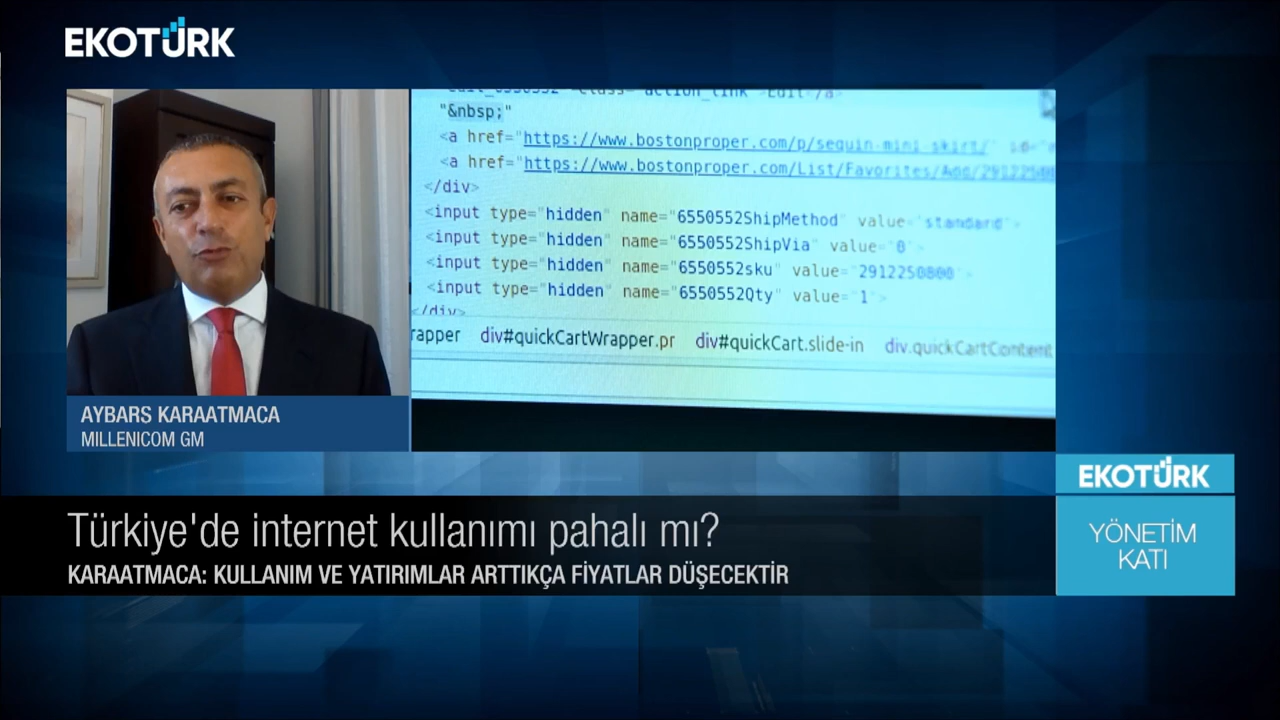 EKOTÜRK
"&nbsp;"
<a href="https://www.bostonproper.com/p/sequin-mini-skirt/"
<a href="https://www.bostonproper.com/List/Favorites/Add/2912250800
</div>
<input type="hidden" name="6550552ShipMethod" value="standard">
<input type="hidden" name="6550552ShipVia" value="0">
<input type="hidden" name="6550552sku" value="2912250800">
<input type="hidden" name="6550552Qty" value="1">
</div>
rapper div#quickCartWrapper.pr div#quickCart.slide-in div.quickCartContent
AYBARS KARAATMACA
MILLENICOM GM
EKOTÜRK
YÖNETİM
KATI
Türkiye'de internet kullanımı pahalı mı?
KARAATMACA: KULLANIM VE YATIRIMLAR ARTTIKÇA FİYATLAR DÜŞECEKTİR